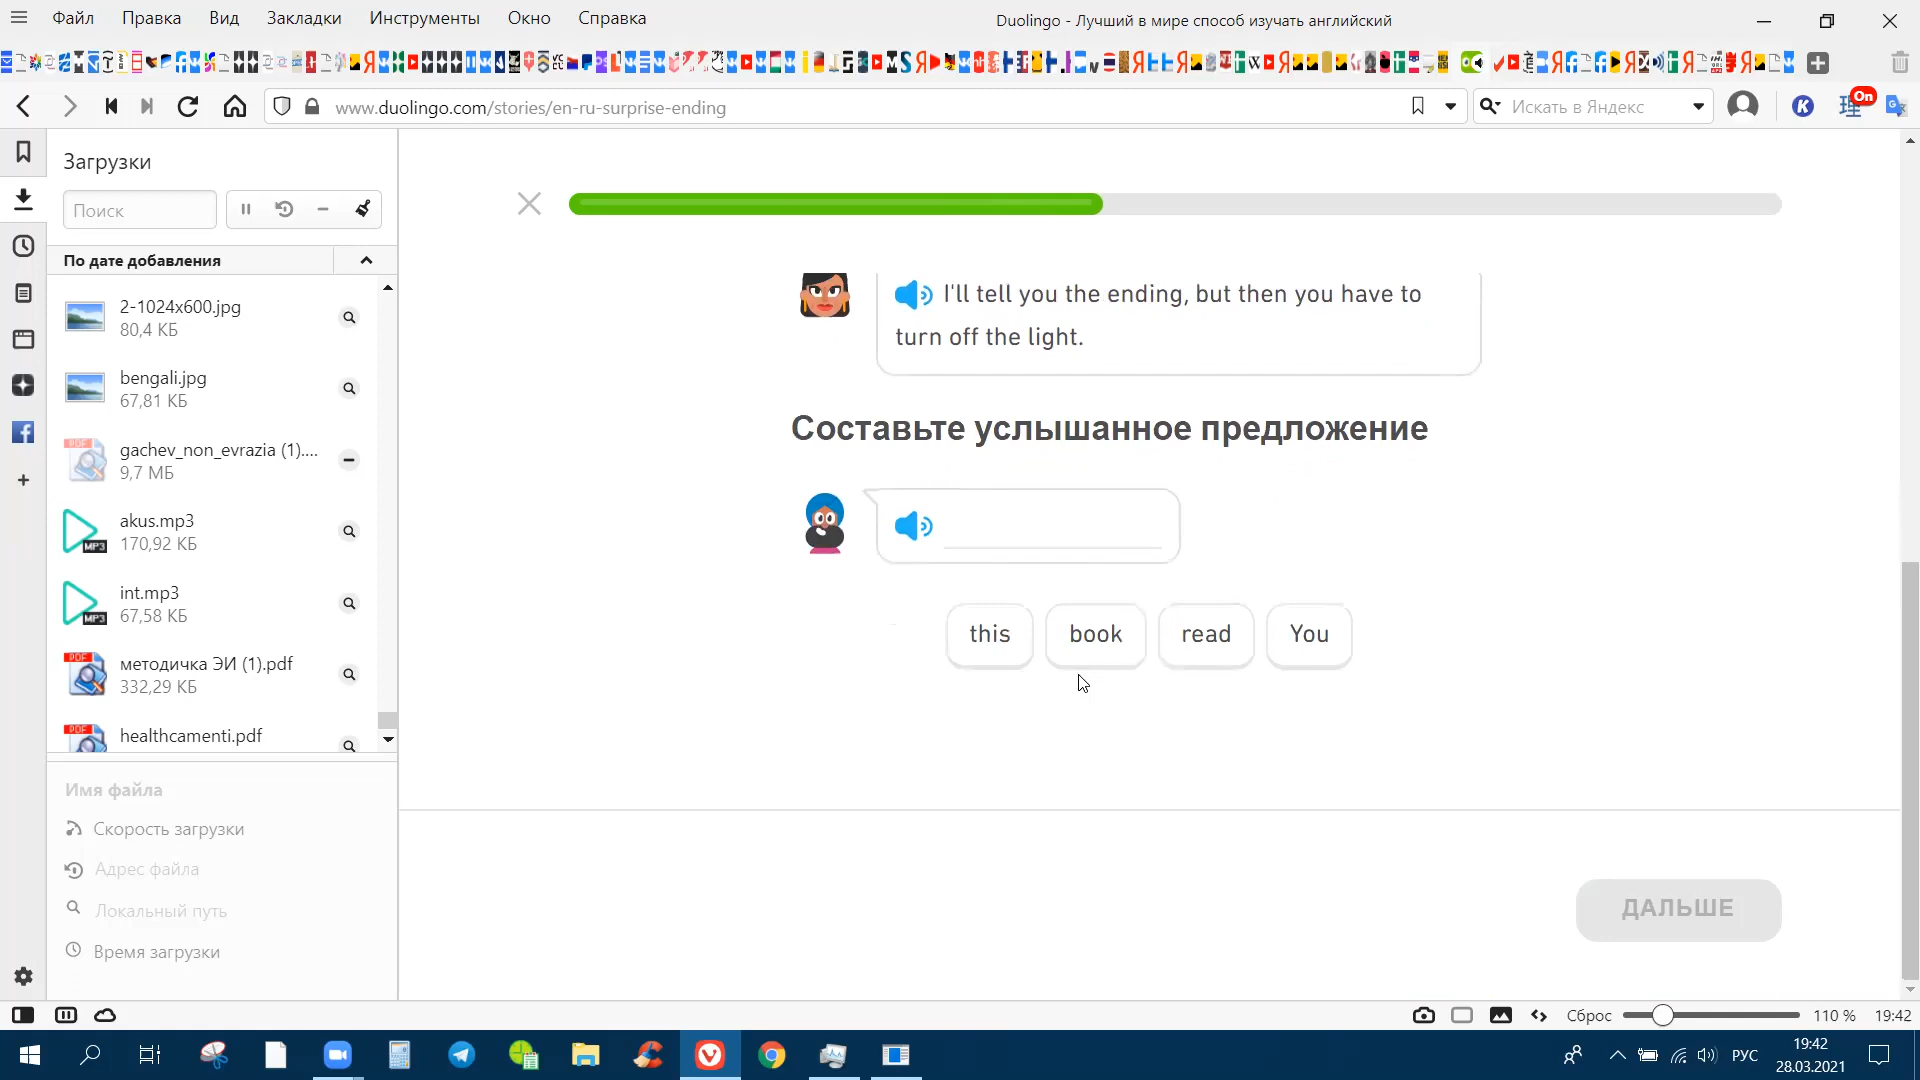 Файл Правка Вид Закладки Инструменты Окно Справка
Duolingo - Лучший в мире способ изучать английский
www.duolingo.com/stories/en-ru-surprise-ending
Искать в Яндекс
On
Загрузки
Поиск
По дате добавления
2-1024x600.jpg
80,4 КБ
bengali.jpg
67,81 КБ
gachev_non_evrazia (1)....
9,7 МБ
akus.mp3
170,92 КБ
int.mp3
67,58 КБ
методичка ЭИ (1).pdf
332,29 КБ
healthcamenti.pdf
Имя файла
Скорость загрузки
Адрес файла
Локальный путь
Время загрузки
I'll tell you the ending, but then you have to
turn off the light.
Составьте услышанное предложение
this book read You
ДАЛЬШЕ
Сброс 110 % 19:42
РУС
19:42
28.03.2021